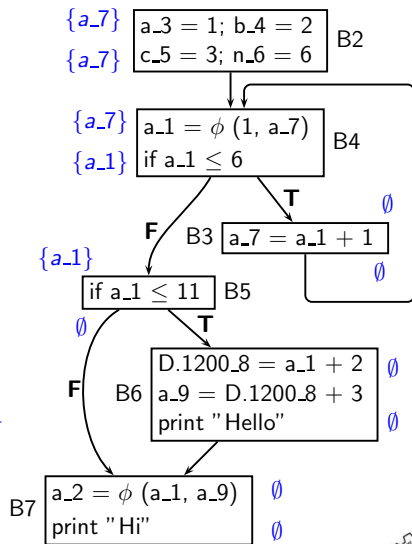 {a_7}
a_3 = 1; b_4 = 2
{a_7}
c_5 = 3; n_6 = 6
B2
{a_7}
a_1 = ϕ (1, a_7)
{a_1}
if a_1 ≤ 6
B4
F
T
∅
B3
a_7 = a_1 + 1
∅
{a_1}
if a_1 ≤ 11
B5
∅
T
F
D.1200_8 = a_1 + 2
∅
B6
a_9 = D.1200_8 + 3
print "Hello"
∅
B7
a_2 = ϕ (a_1, a_9)
∅
print "Hi"
∅